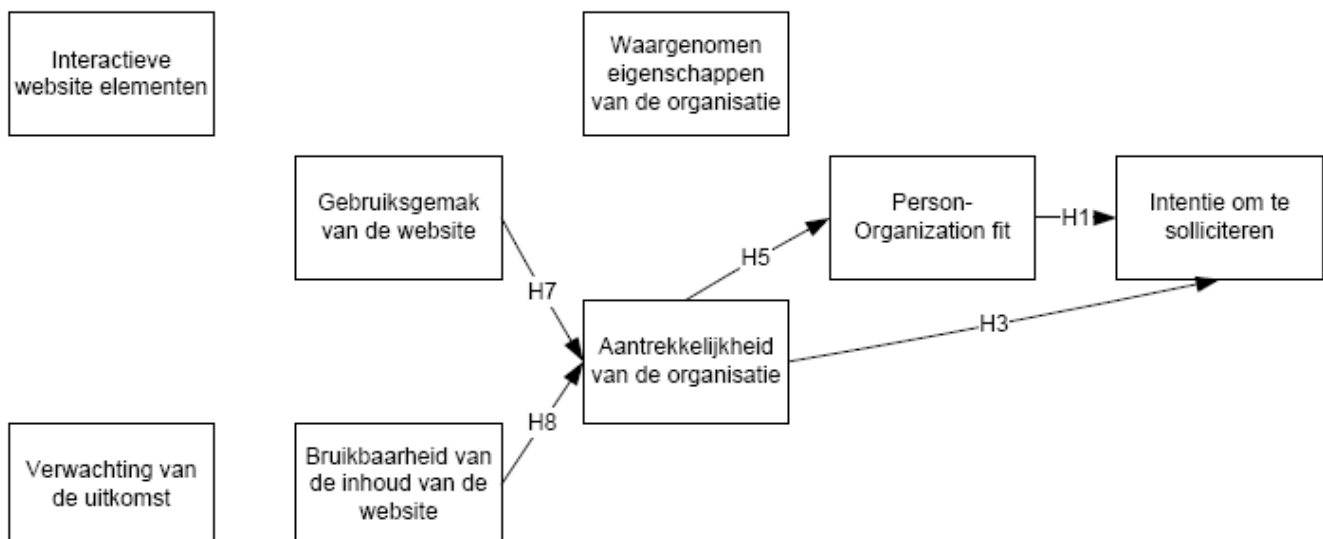 Interactieve
website elementen
Waargenomen
eigenschappen
van de organisatie
Gebruiksgemak
van de website
Person-
Organization fit
H1
Intentie om te
solliciteren
H5
H7
H3
Aantrekkelijkheid
van de organisatie
H8
Verwachting van
de uitkomst
Bruikbaarheid van
de inhoud van de
website